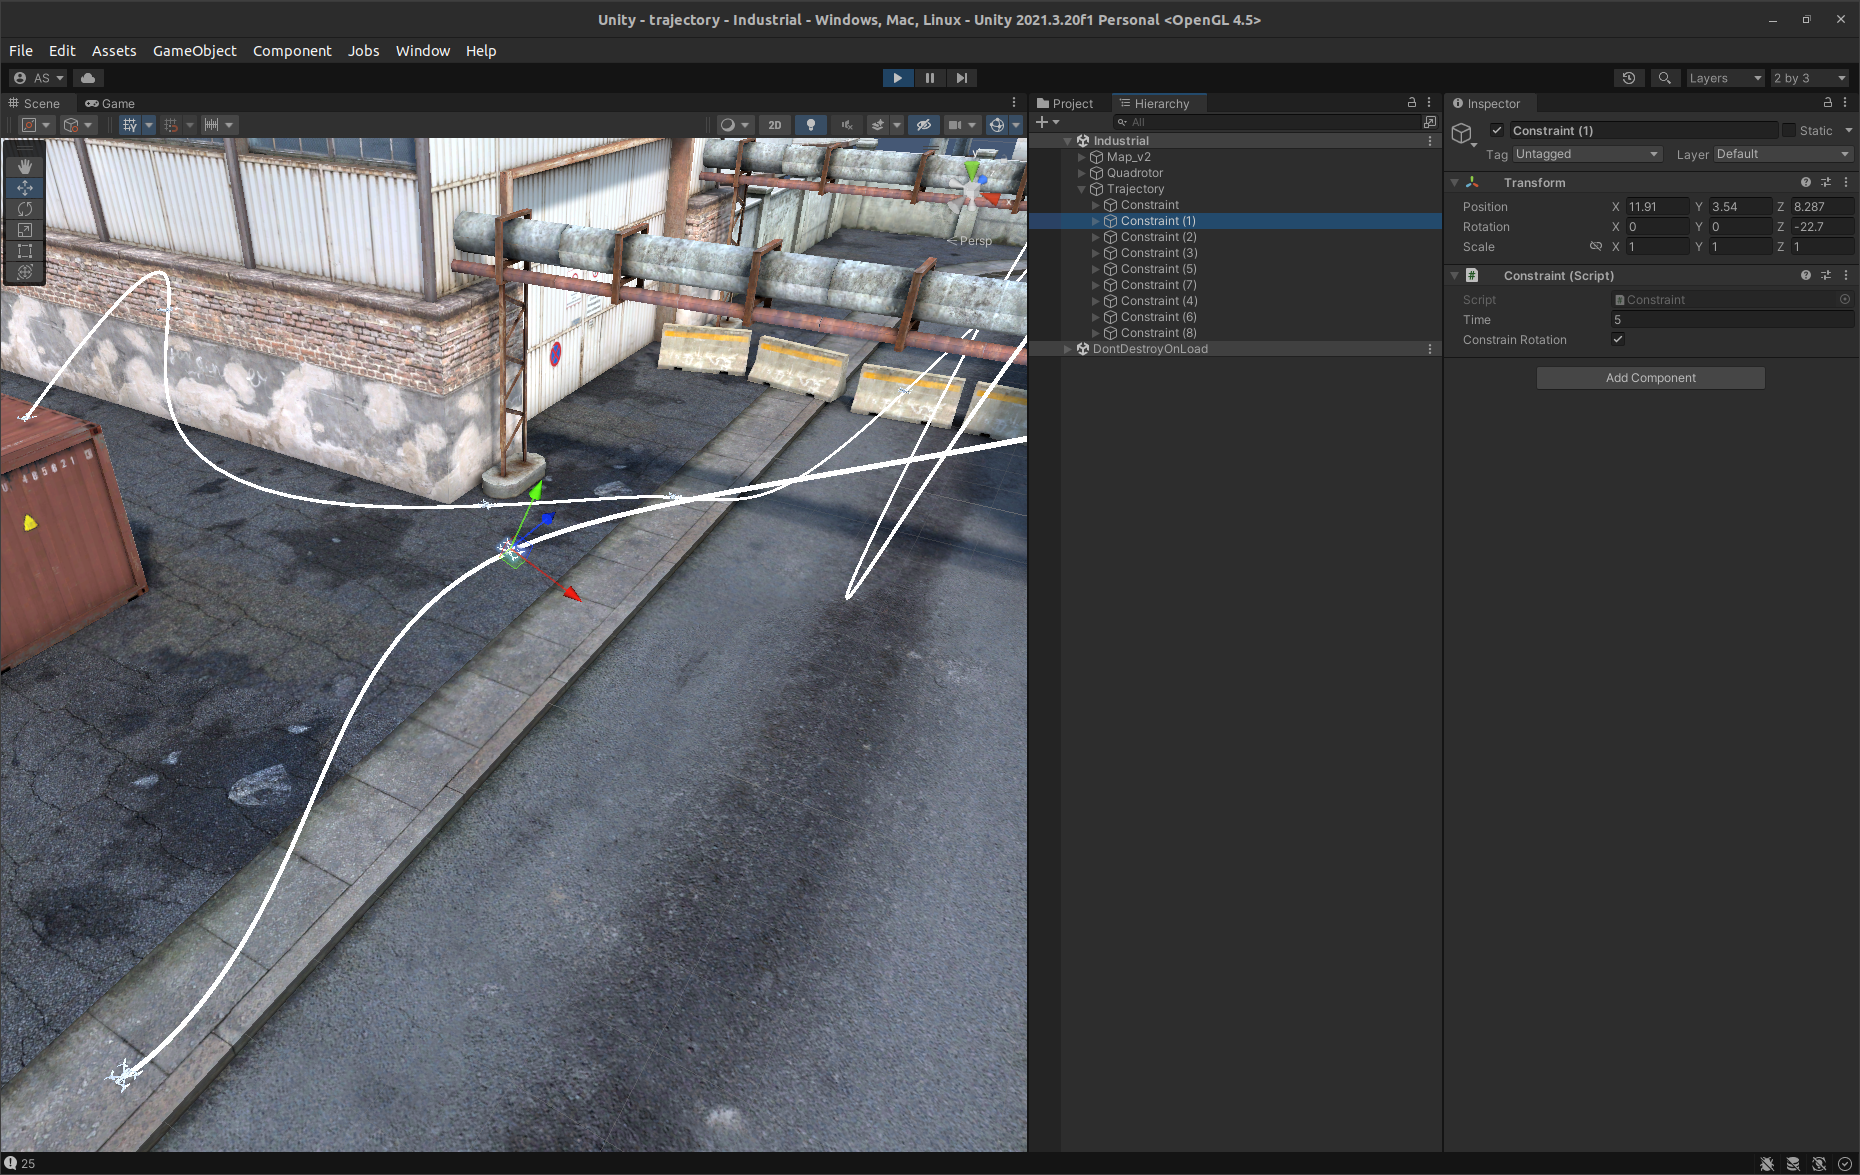 Unity - trajectory - Industrial - Windows, Mac, Linux - Unity 2021.3.20f1 Personal <OpenGL 4.5>
File Edit Assets GameObject Component Jobs Window Help
AS Layers 2 by 3
Scene Game
2D
Persp
x
U 485021
Project Hierarchy
All
Industrial
Map_v2
Quadrotor
Trajectory
Constraint
Constraint (1)
Constraint (2)
Constraint (3)
Constraint (5)
Constraint (7)
Constraint (4)
Constraint (6)
Constraint (8)
DontDestroyOnLoad
Inspector
Constraint (1) Static
Tag Untagged Layer Default
Transform
Position X 11.91 Y 3.54 Z 8.287
Rotation X 0 Y 0 Z -22.7
Scale X 1 Y 1 Z 1
# Constraint (Script)
Script Constraint
Time 5
Constrain Rotation
Add Component
25